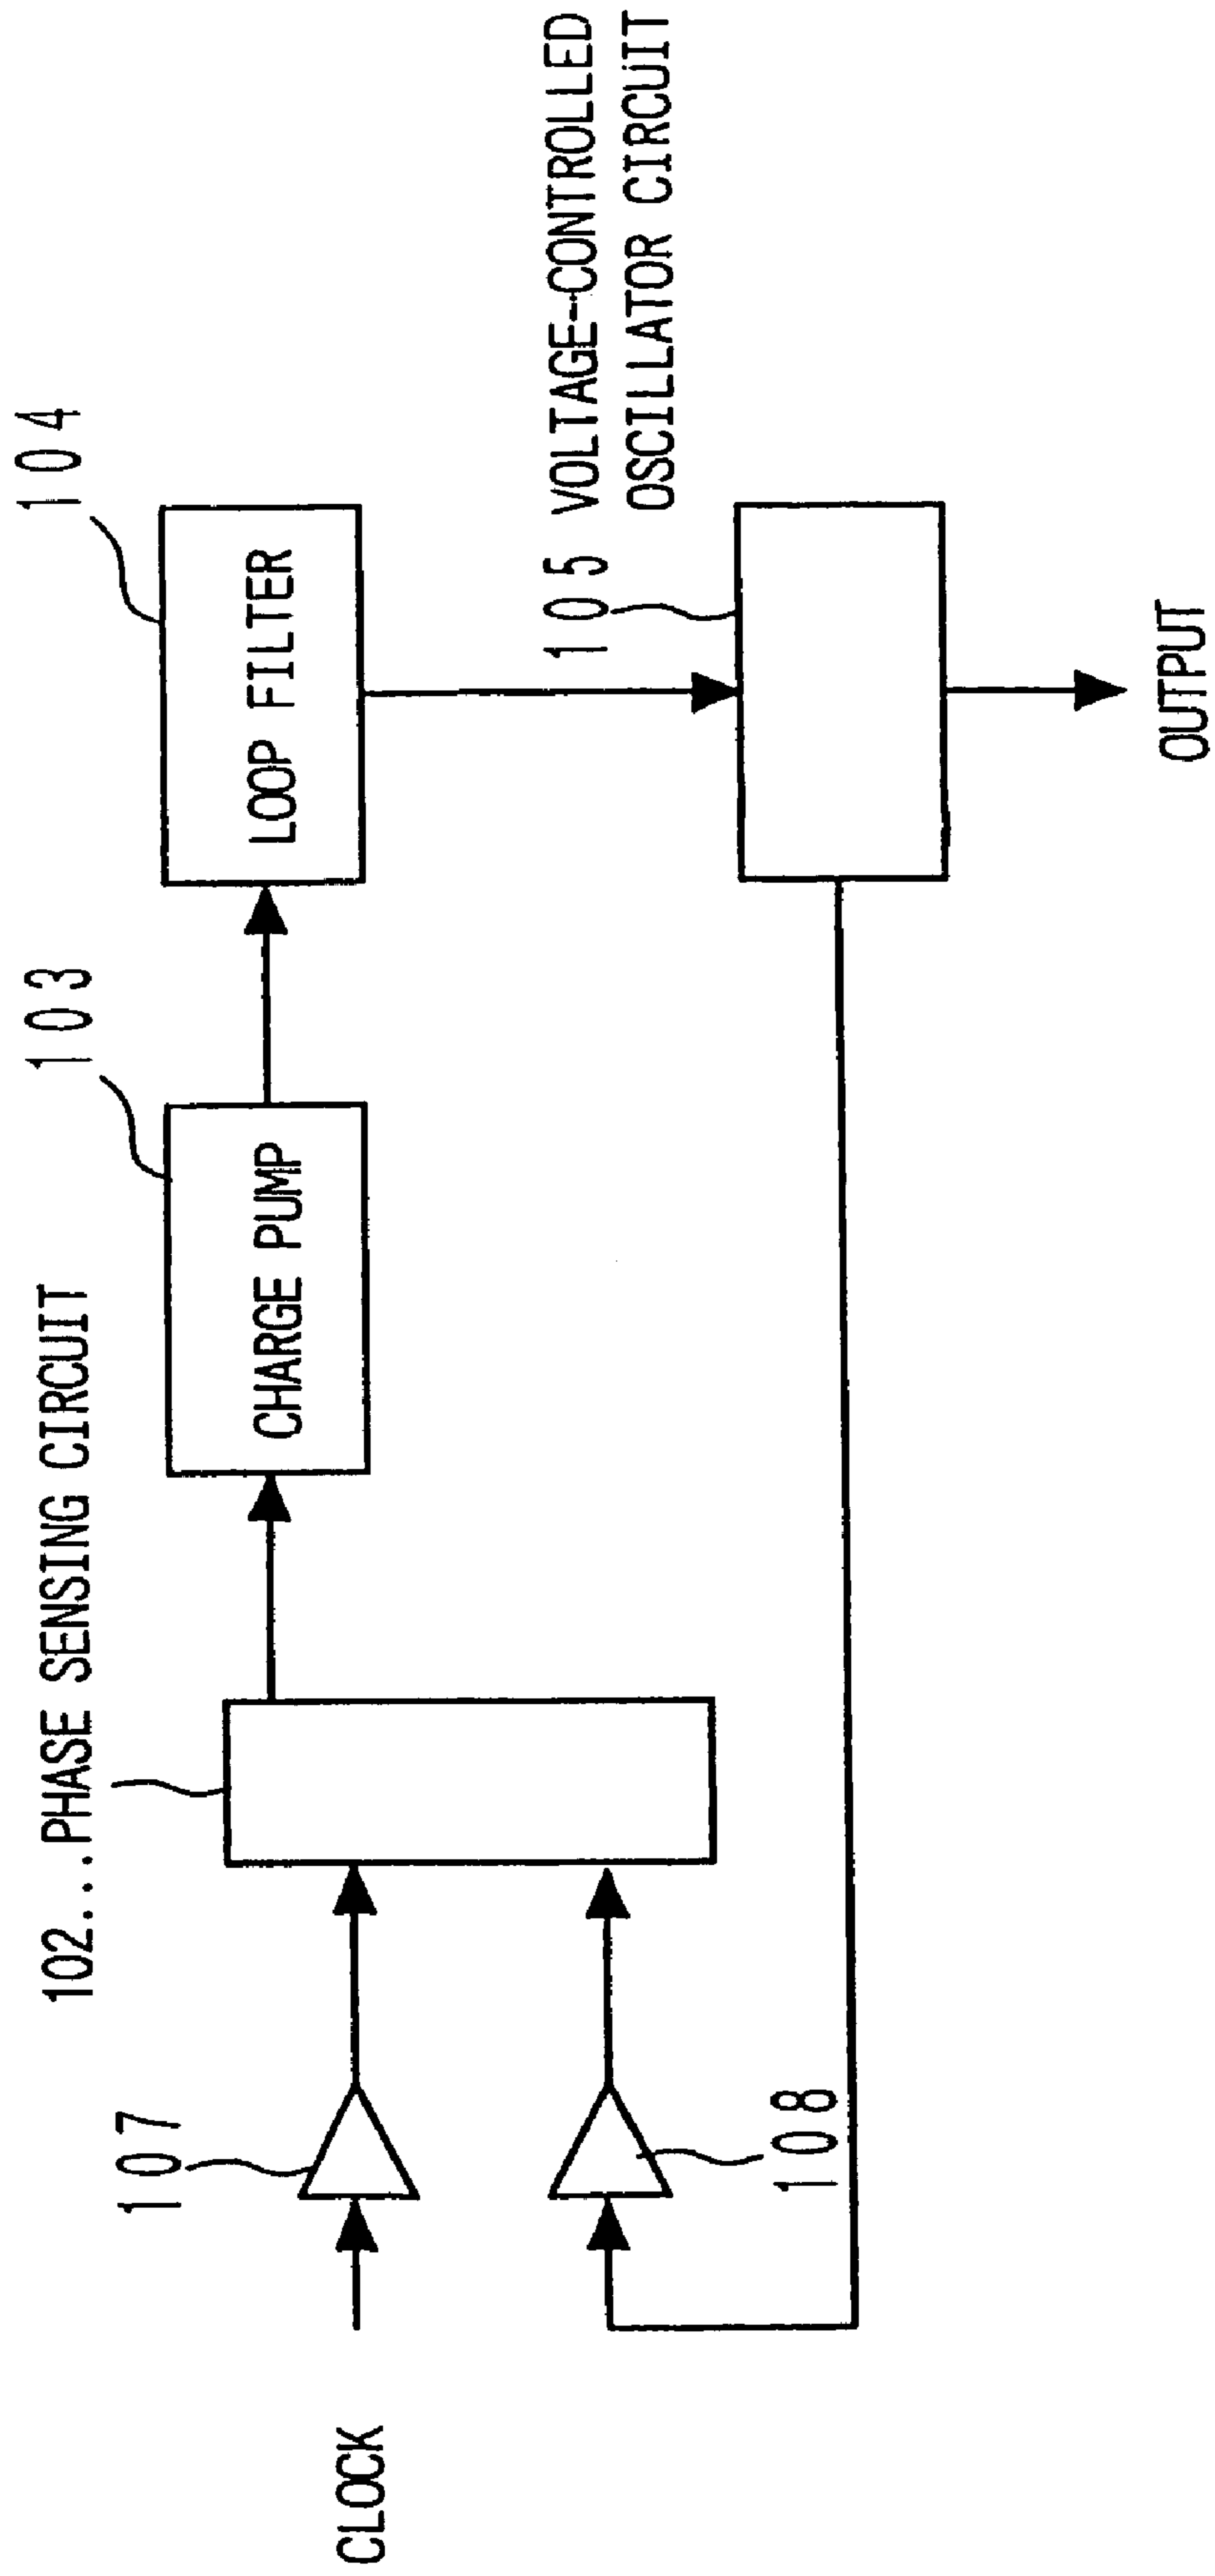 102...PHASE SENSING CIRCUIT
103
104
107
CHARGE PUMP
LOOP FILTER
CLOCK
108
105
VOLTAGE-CONTROLLED
OSCILLATOR CIRCUIT
OUTPUT